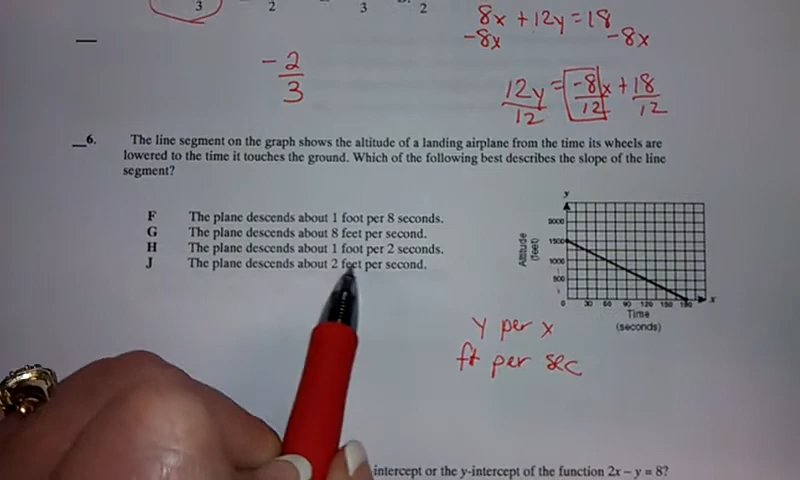 3 2 3 2
8x + 12y = 18
-8x -8x
- 2/3
12y/12 = -8/12 x + 18/12
6. The line segment on the graph shows the altitude of a landing airplane from the time its wheels are
lowered to the time it touches the ground. Which of the following best describes the slope of the line
segment?
F The plane descends about 1 foot per 8 seconds.
G The plane descends about 8 feet per second.
H The plane descends about 1 foot per 2 seconds.
J The plane descends about 2 feet per second.
y
Altitude
(feet)
1500
1000
500
0 30 60 90 120 150 180 x
Time
(seconds)
y per x
ft per sec
intercept or the y-intercept of the function 2x – y = 8?